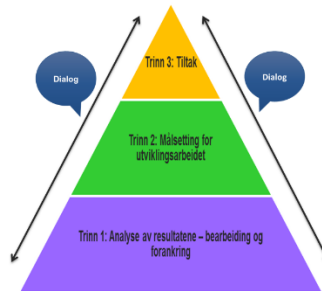 Trinn 3: Tiltak
Dialog
Dialog
Trinn 2: Målsetting for
utviklingsarbeidet
Trinn 1: Analyse av resultatene – bearbeiding og
forankring